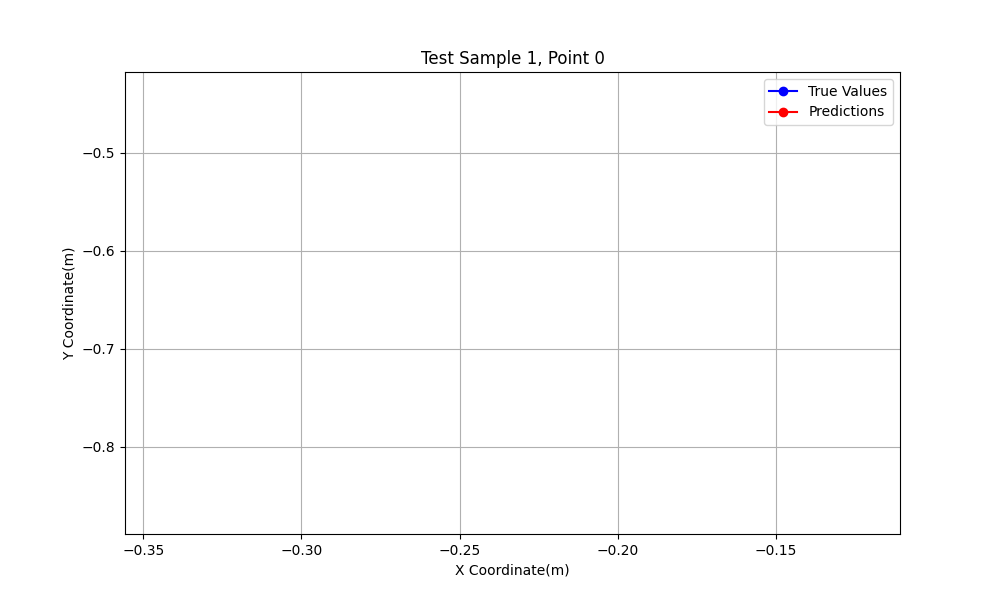 Test Sample 1, Point 0
True Values
Predictions
−0.5
−0.6
−0.7
−0.8
Y Coordinate(m)
−0.35
−0.30
−0.25
−0.20
−0.15
X Coordinate(m)